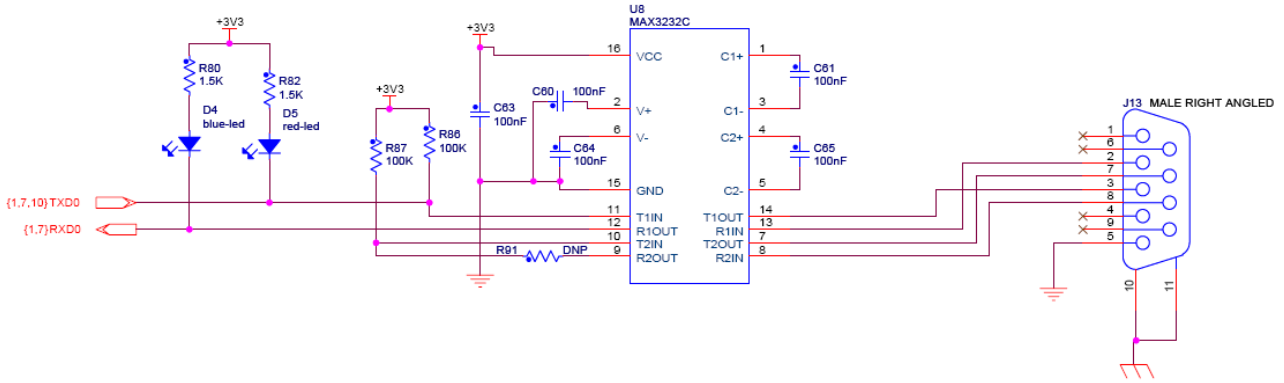 +3V3
R80
1.5K
R82
1.5K
D4
blue-led
D5
red-led
+3V3
R87
100K
R86
100K
+3V3
C63
100nF
C60
100nF
C64
100nF
{1,7,10}TXD0
{1,7}RXD0
R91
DNP
U8
MAX3232C
16
VCC
2
V+
6
V-
15
GND
11
T1IN
12
R1OUT
10
T2IN
9
R2OUT
C1+
1
C1-
3
C2+
4
C2-
5
T1OUT
14
R1IN
13
T2OUT
7
R2IN
8
C61
100nF
C65
100nF
J13 MALE RIGHT ANGLED
1
6
2
7
3
8
4
9
5
10
11